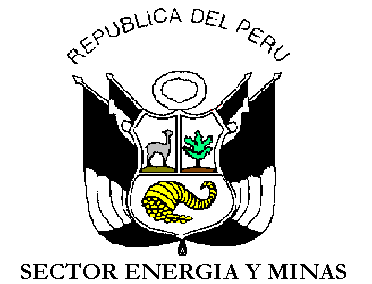 REPUBLICA DEL PERU
SECTOR ENERGIA Y MINAS